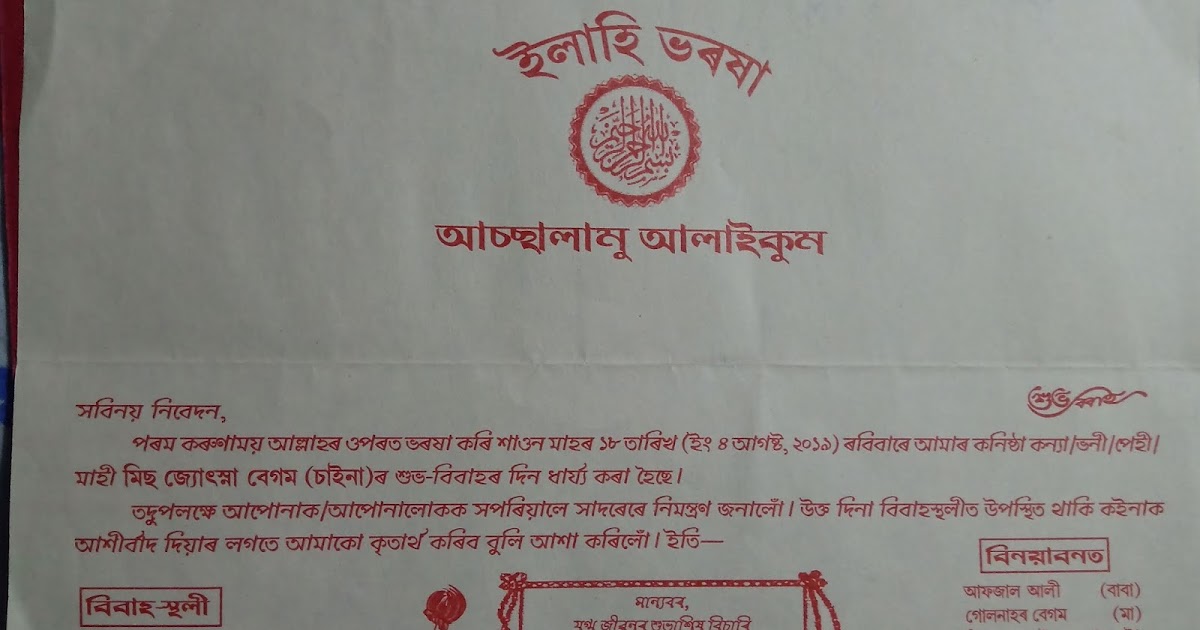 ইলাহি ভৰষা
আচছালামু আলাইকুম
শুভ বিবাহ
সবিনয় নিবেদন,
পৰম কৰুণাময় আল্লাহৰ ওপৰত ভৰষা কৰি শাওন মাহৰ ১৮ তাৰিখ (ইং ৪ আগষ্ট, ২০১৯) ৰবিবাৰে আমাৰ কনিষ্ঠা কন্যা/ভনী/পেহী/
মাহী মিছ জ্যোৎস্না বেগম (চাইনা)ৰ শুভ-বিবাহৰ দিন ধাৰ্য্য কৰা হৈছে।
তদুপলক্ষে আপোনাক/আপোনালোকক সপৰিয়ালে সাদৰেৰে নিমন্ত্ৰণ জনালোঁ। উক্ত দিনা বিবাহস্থলীত উপস্থিত থাকি কইনাক
আশীৰ্বাদ দিয়াৰ লগতে আমাকো কৃতাৰ্থ কৰিব বুলি আশা কৰিলোঁ। ইতি—
বিনয়াবনত
আফজাল আলী (বাবা)
গোলনাহৰ বেগম (মা)
বিবাহ-স্থলী
মান্যবৰ,
যুগ্ম জীৱনৰ শুভাশিষ বিচাৰি